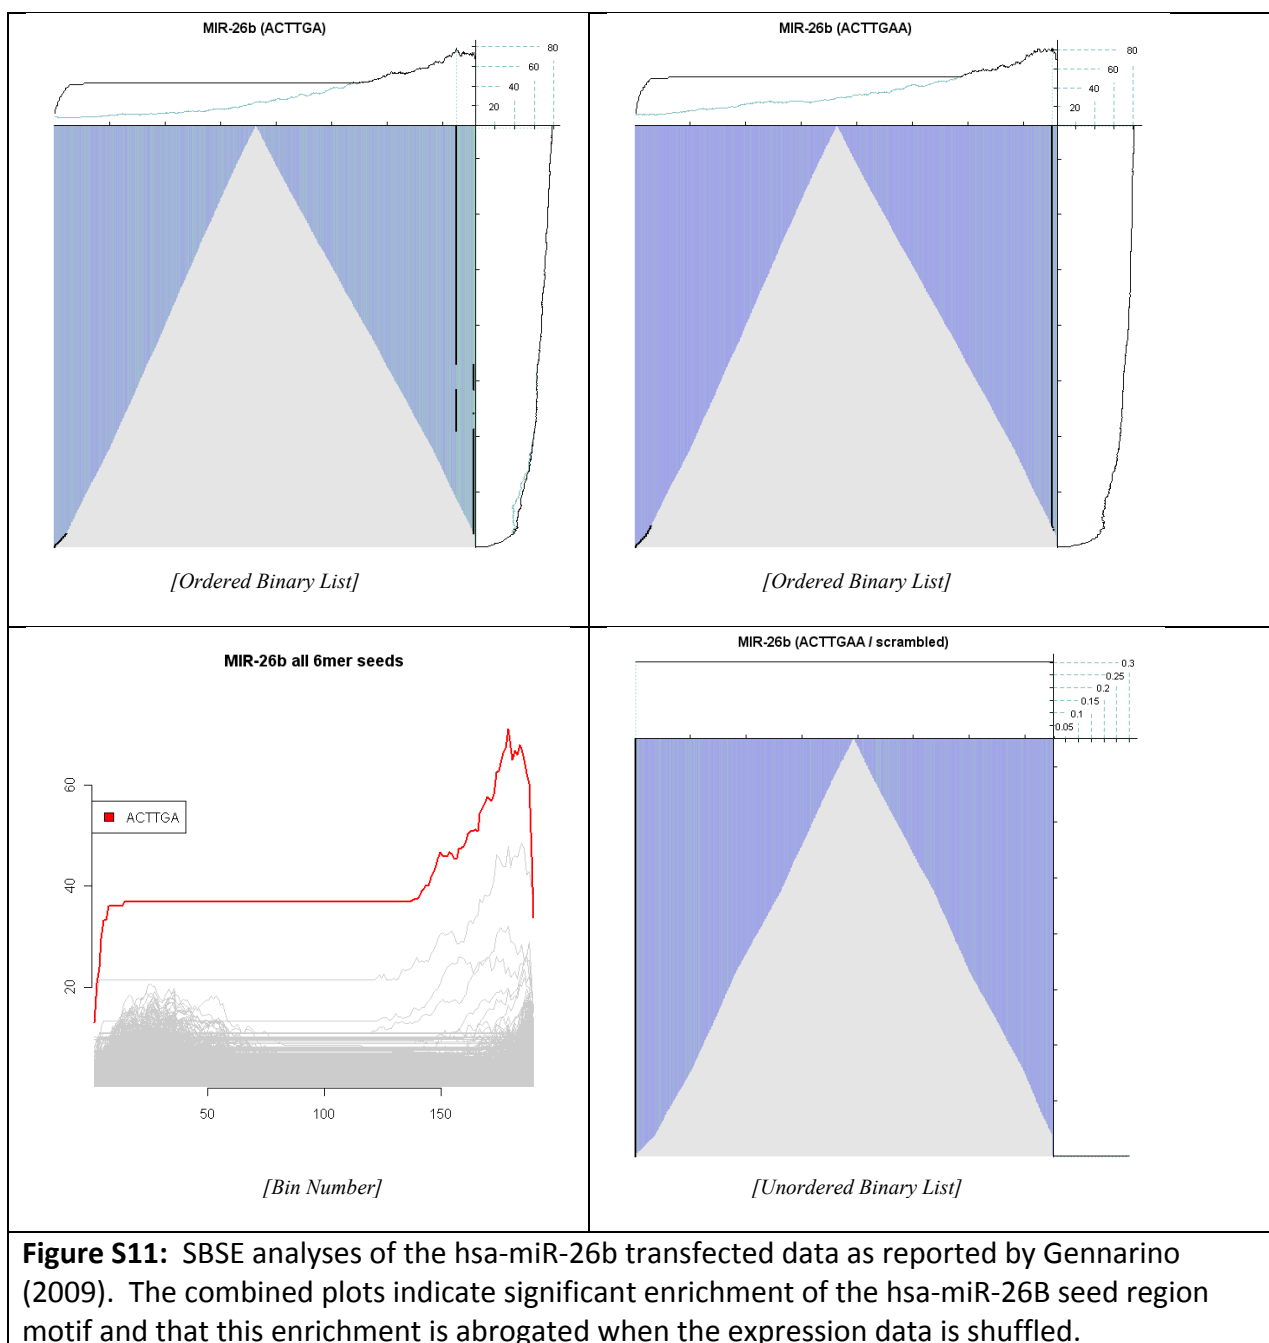 MIR-26b (ACTTGA)
80
60
40
20
[Ordered Binary List]
MIR-26b (ACTTGAA)
80
60
40
20
[Ordered Binary List]
MIR-26b all 6mer seeds
60
40
20
ACTTGA
50 100 150
[Bin Number]
MIR-26b (ACTTGAA / scrambled)
0.3
0.25
0.2
0.15
0.1
0.05
[Unordered Binary List]
Figure S11: SBSE analyses of the hsa-miR-26b transfected data as reported by Gennarino
(2009). The combined plots indicate significant enrichment of the hsa-miR-26B seed region
motif and that this enrichment is abrogated when the expression data is shuffled.